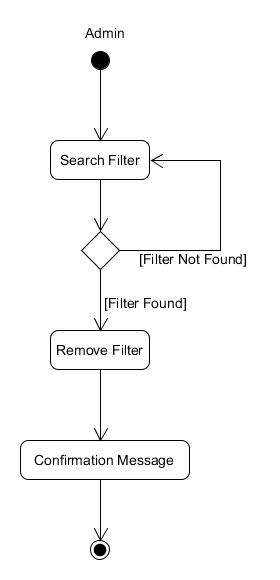 Admin
Search Filter
[Filter Not Found]
[Filter Found]
Remove Filter
Confirmation Message